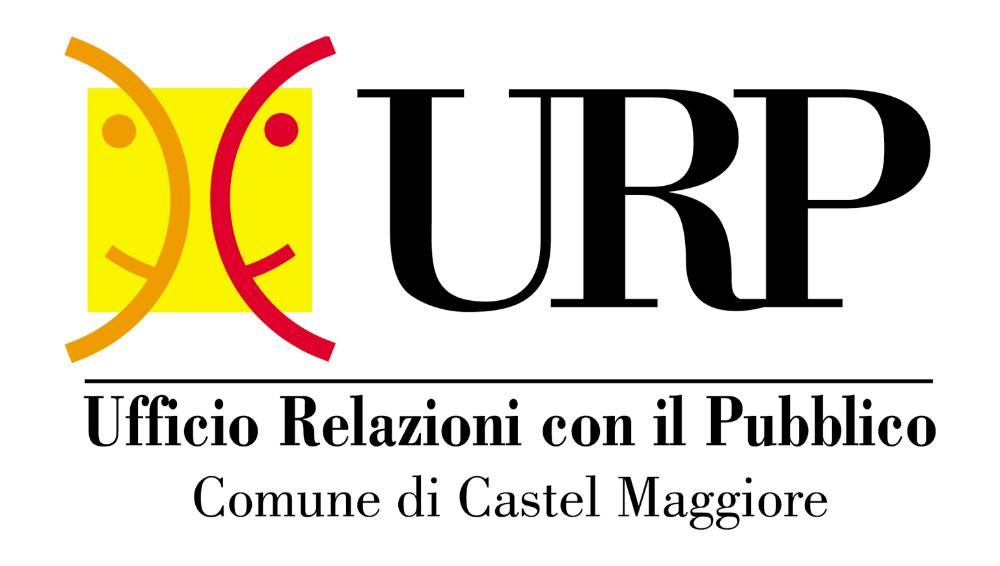 URP
Ufficio Relazioni con il Pubblico
Comune di Castel Maggiore